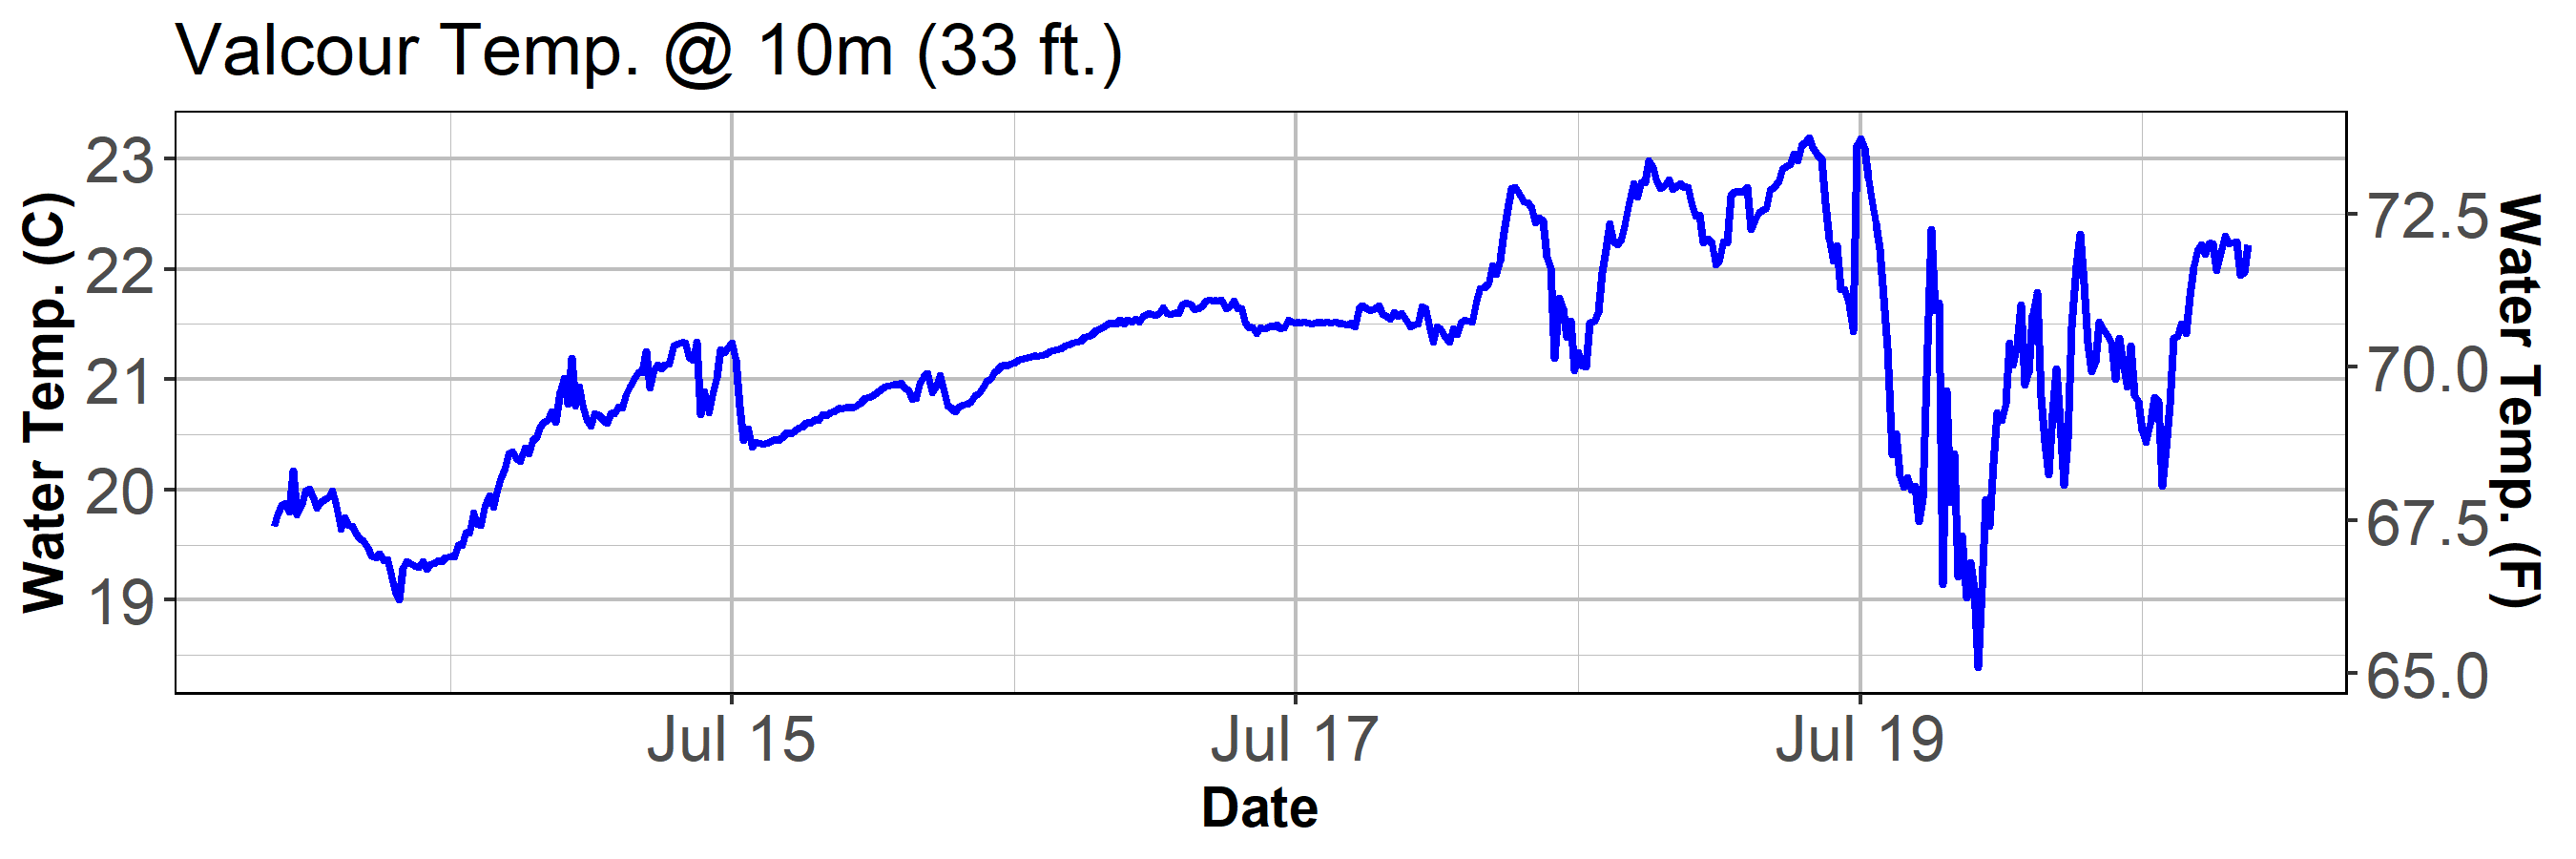 Valcour Temp. @ 10m (33 ft.)
Water Temp. (C)
23
22
21
20
19
72.5
70.0
67.5
65.0
Water Temp. (F)
Jul 15
Jul 17
Jul 19
Date